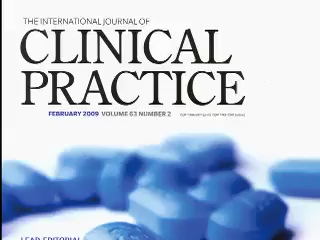 THE INTERNATIONAL JOURNAL OF
CLINICAL
PRACTICE
FEBRUARY 2009 VOLUME 63 NUMBER 2
LEAD EDITORIAL